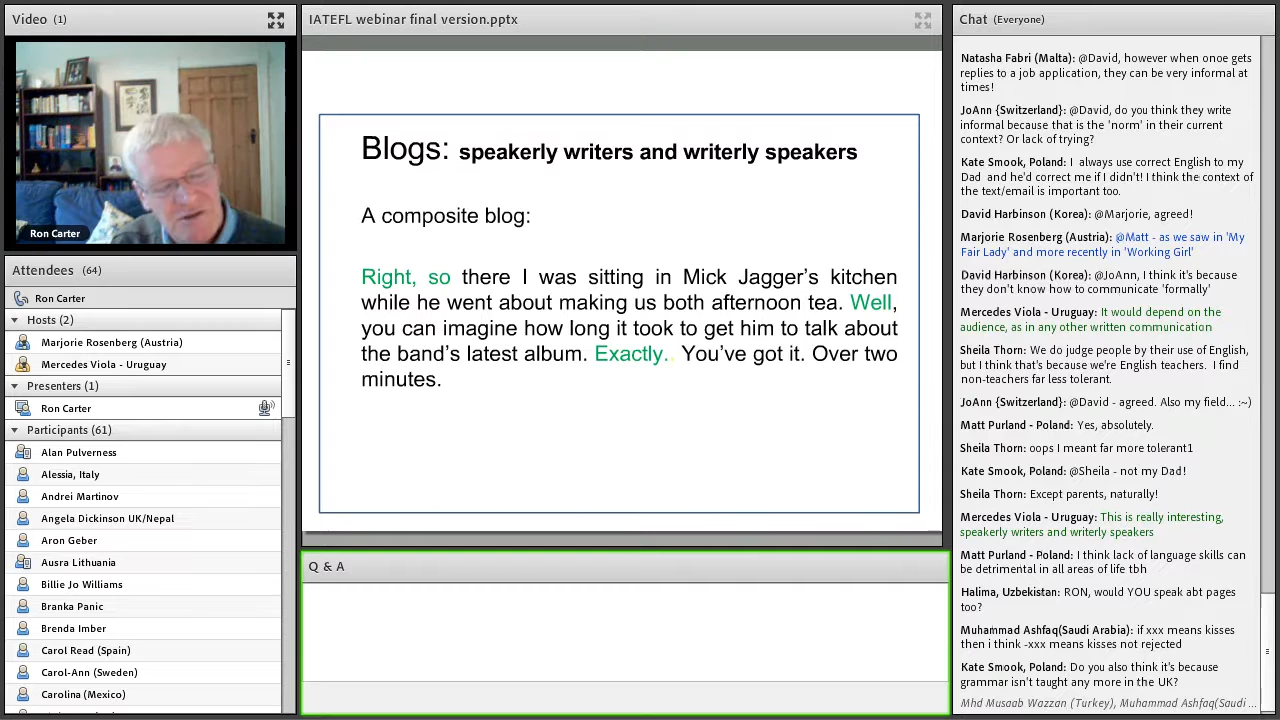 Video (1)
Ron Carter
Attendees (64)
Ron Carter
Hosts (2)
Marjorie Rosenberg (Austria)
Mercedes Viola - Uruguay
Presenters (1)
Ron Carter
Participants (61)
Alan Pulverness
Alessia, Italy
Andrei Martinov
Angela Dickinson UK/Nepal
Aron Geber
Ausra Lithuania
Billie Jo Williams
Branka Panic
Brenda Imber
Carol Read (Spain)
Carol-Ann (Sweden)
Carolina (Mexico)
IATEFL webinar final version.pptx
Blogs: speakerly writers and writerly speakers
A composite blog:
Right, so there I was sitting in Mick Jagger's kitchen
while he went about making us both afternoon tea. Well,
you can imagine how long it took to get him to talk about
the band's latest album. Exactly.. You've got it. Over two
minutes.
Q & A
Chat (Everyone)
Natasha Fabri (Malta): @David, however when onoe gets
replies to a job application, they can be very informal at
times!
JoAnn {Switzerland}: @David, do you think they write
informal because that is the 'norm' in their current
context? Or lack of trying?
Kate Smook, Poland: I always use correct English to my
Dad and he'd correct me if I didn't! I think the context of
the text/email is important too.
David Harbinson (Korea): @Marjorie, agreed!
Marjorie Rosenberg (Austria): @Matt - as we saw in 'My
Fair Lady' and more recently in 'Working Girl'
David Harbinson (Korea): @JoAnn, I think it's because
they don't know how to communicate 'formally'
Mercedes Viola - Uruguay: It would depend on the
audience, as in any other written communication
Sheila Thorn: We do judge people by their use of English,
but I think that's because we're English teachers. I find
non-teachers far less tolerant.
JoAnn {Switzerland}: @David - agreed. Also my field... :~)
Matt Purland - Poland: Yes, absolutely.
Sheila Thorn: oops I meant far more tolerant1
Kate Smook, Poland: @Sheila - not my Dad!
Sheila Thorn: Except parents, naturally!
Mercedes Viola - Uruguay: This is really interesting,
speakerly writers and writerly speakers
Matt Purland - Poland: I think lack of language skills can
be detrimental in all areas of life tbh
Halima, Uzbekistan: RON, would YOU speak abt pages
too?
Muhammad Ashfaq(Saudi Arabia): if xxx means kisses
then i think -xxx means kisses not rejected
Kate Smook, Poland: Do you also think it's because
grammar isn't taught any more in the UK?
Mhd Musaab Wazzan (Turkey), Muhammad Ashfaq(Saudi ...